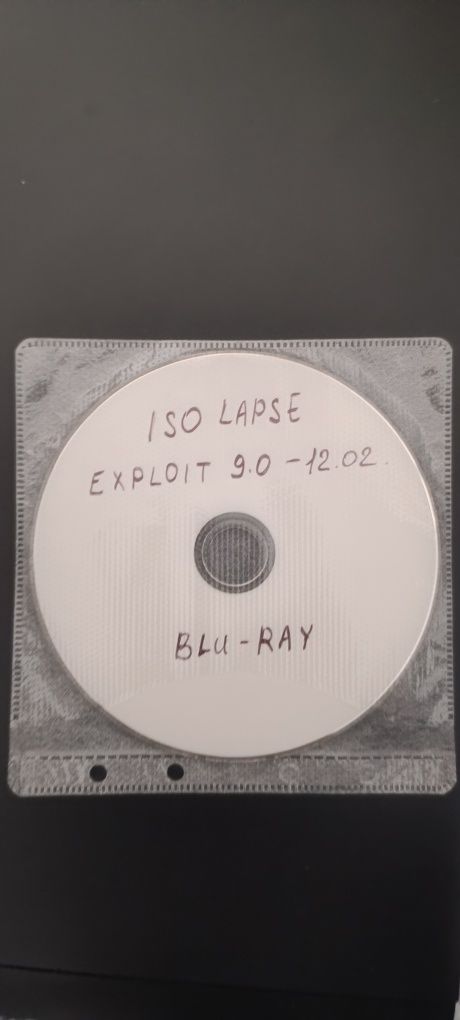 ISO LAPSE
EXPLOIT 9.0 - 12.02.
BLU-RAY